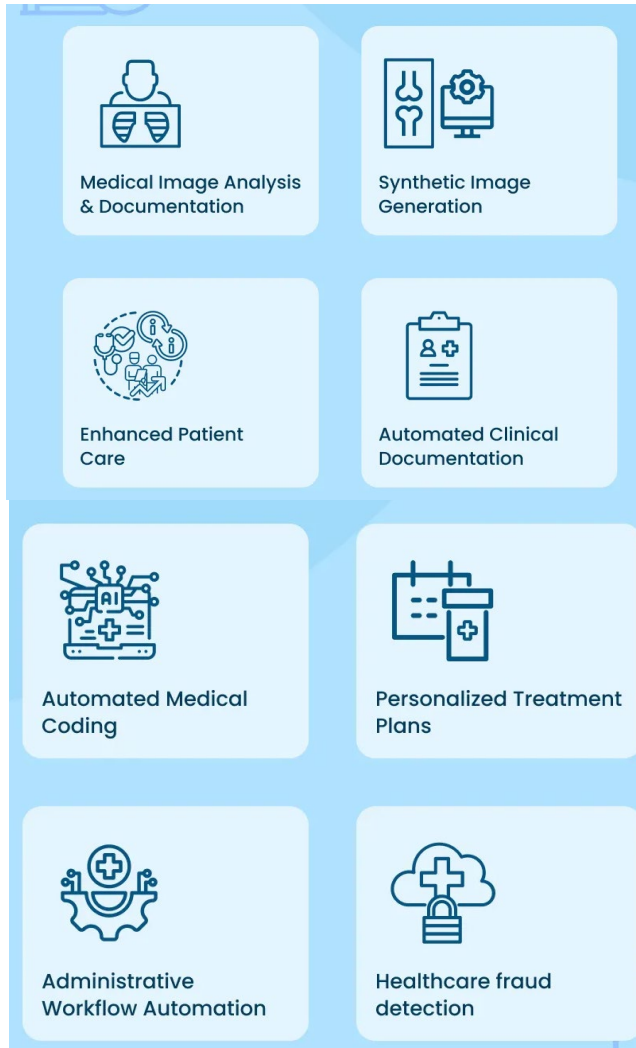 Medical Image Analysis
& Documentation
Synthetic Image
Generation
Enhanced Patient
Care
Automated Clinical
Documentation
AI
Automated Medical
Coding
Personalized Treatment
Plans
Administrative
Workflow Automation
Healthcare fraud
detection